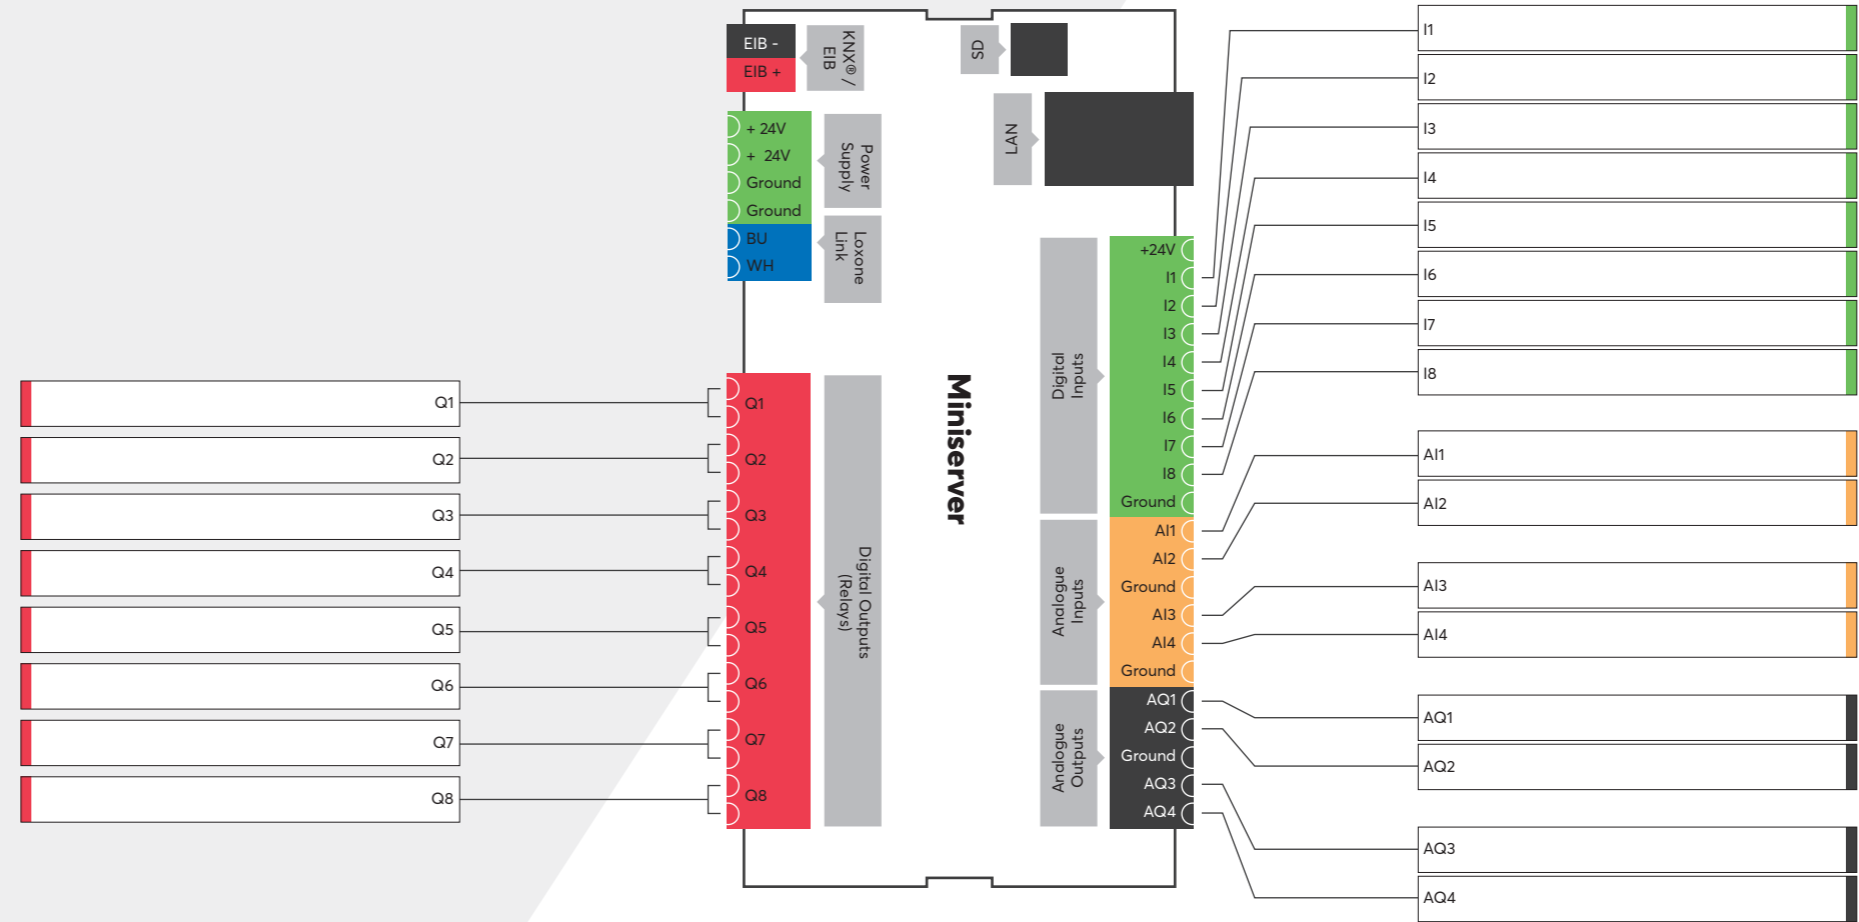 EIB -
EIB +
KNX® /
EIB
SD
LAN
+ 24V
+ 24V
Ground
Ground
Power
Supply
BU
WH
Loxone
Link
Q1
Q2
Q3
Q4
Q5
Q6
Q7
Q8
Q1
Q2
Q3
Q4
Q5
Q6
Q7
Q8
Digital Outputs
(Relays)
Miniserver
Digital
Inputs
+24V
I1
I2
I3
I4
I5
I6
I7
I8
Ground
Analogue
Inputs
AI1
AI2
Ground
AI3
AI4
Ground
Analogue
Outputs
AQ1
AQ2
Ground
AQ3
AQ4
I1
I2
I3
I4
I5
I6
I7
I8
AI1
AI2
AI3
AI4
AQ1
AQ2
AQ3
AQ4